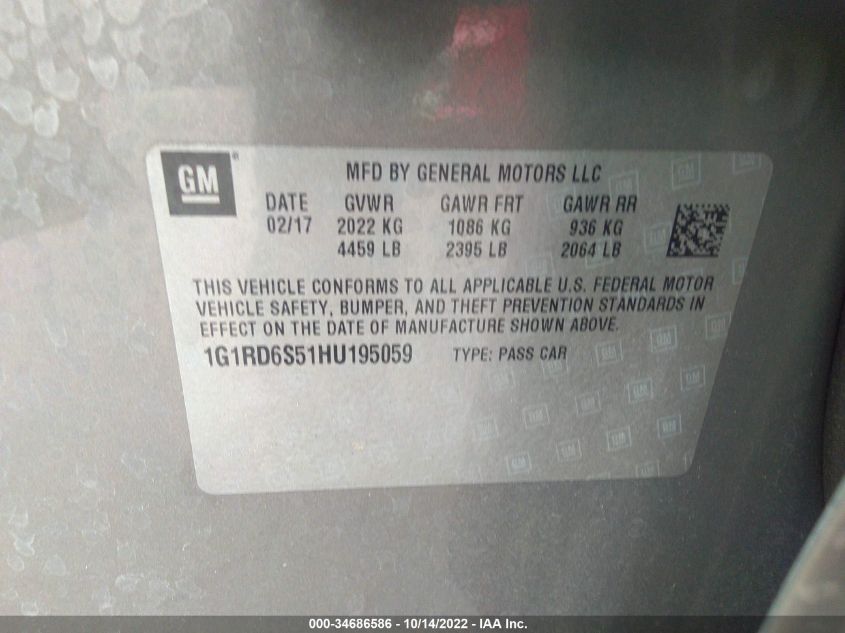 GM ® MFD BY GENERAL MOTORS LLC
DATE GVWR GAWR FRT GAWR RR
02/17 2022 KG 1086 KG 936 KG
4459 LB 2395 LB 2064 LB
THIS VEHICLE CONFORMS TO ALL APPLICABLE U.S. FEDERAL MOTOR
VEHICLE SAFETY, BUMPER, AND THEFT PREVENTION STANDARDS IN
EFFECT ON THE DATE OF MANUFACTURE SHOWN ABOVE.
1G1RD6S51HU195059 TYPE: PASS CAR
000-34686586 - 10/14/2022 - IAA Inc.